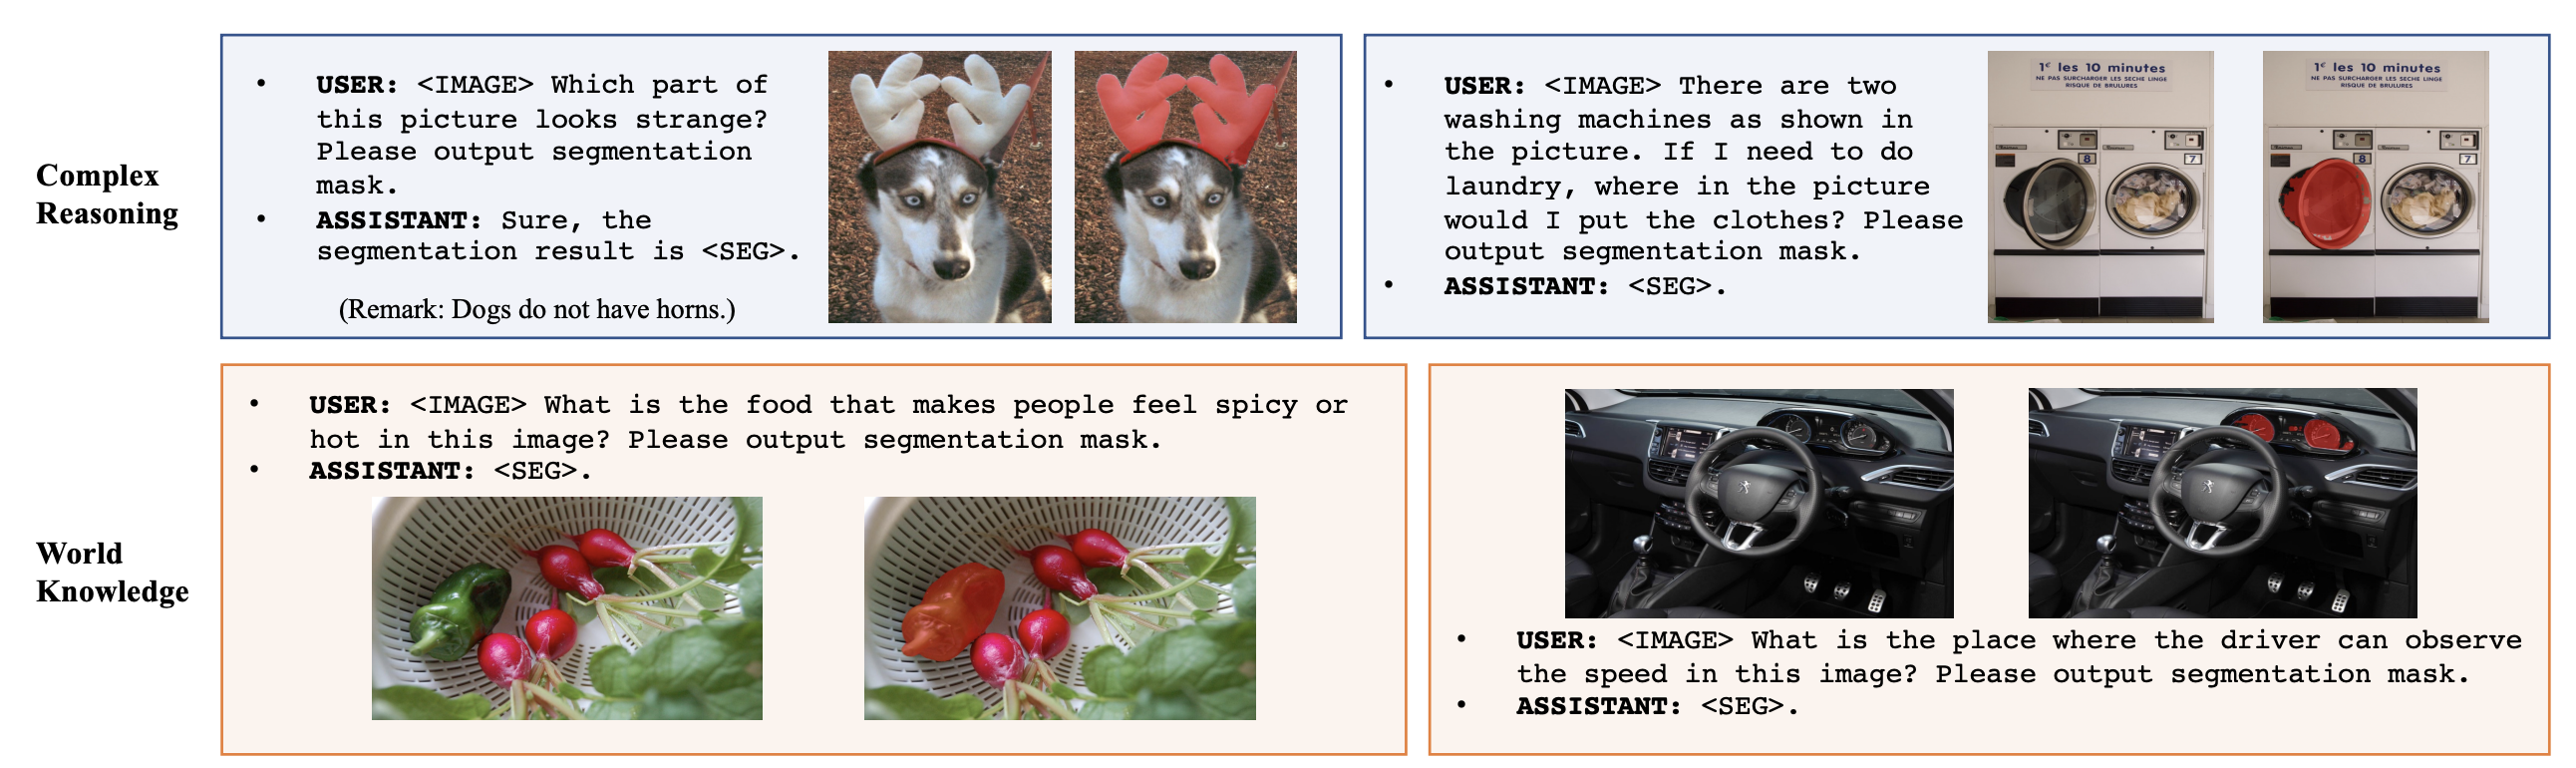 Complex
Reasoning
• USER: <IMAGE> Which part of
this picture looks strange?
Please output segmentation
mask.
• ASSISTANT: Sure, the
segmentation result is <SEG>.
(Remark: Dogs do not have horns.)
• USER: <IMAGE> There are two
washing machines as shown in
the picture. If I need to do
laundry, where in the picture
would I put the clothes? Please
output segmentation mask.
• ASSISTANT: <SEG>.
1€ les 10 minutes
NE PAS SURCHARGER LES SECHE LINGE
RISQUE DE BRULURES
8
7
1€ les 10 minutes
NE PAS SURCHARGER LES SECHE LINGE
RISQUE DE BRULURES
8
7
World
Knowledge
• USER: <IMAGE> What is the food that makes people feel spicy or
hot in this image? Please output segmentation mask.
• ASSISTANT: <SEG>.
• USER: <IMAGE> What is the place where the driver can observe
the speed in this image? Please output segmentation mask.
• ASSISTANT: <SEG>.